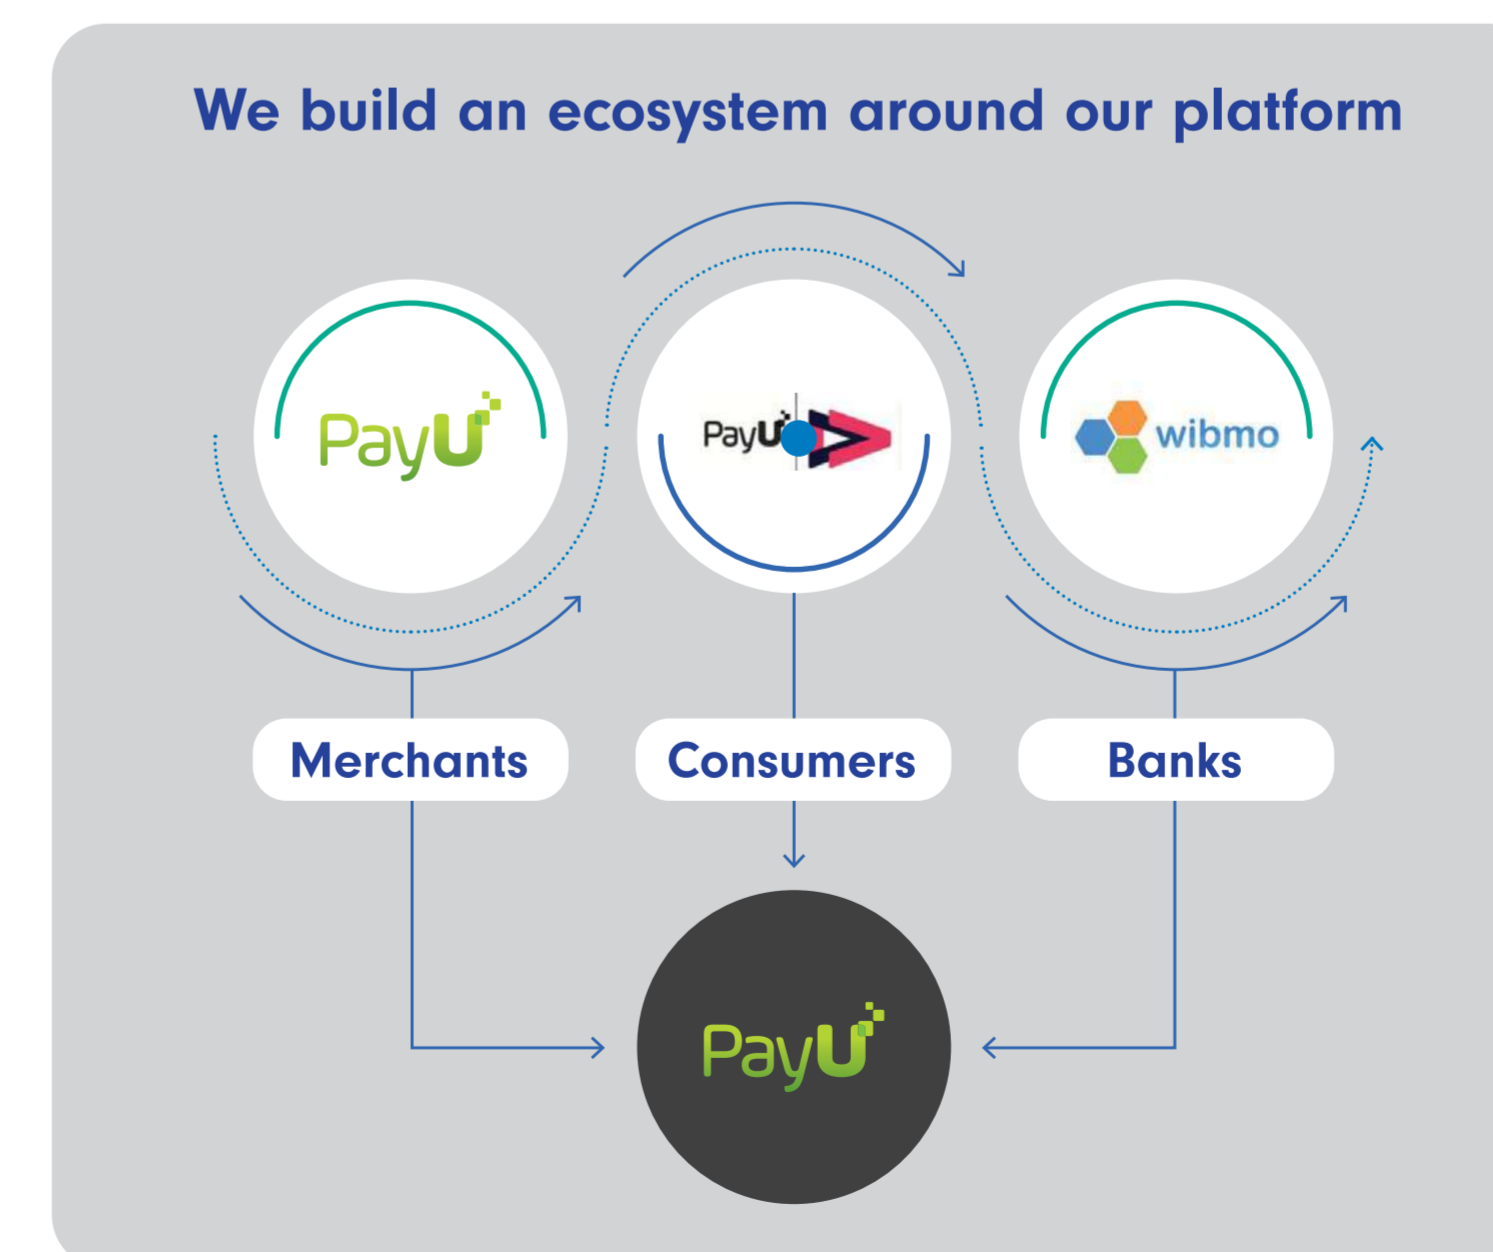 We build an ecosystem around our platform
PayU
PayU
wibmo
Merchants
Consumers
Banks
PayU